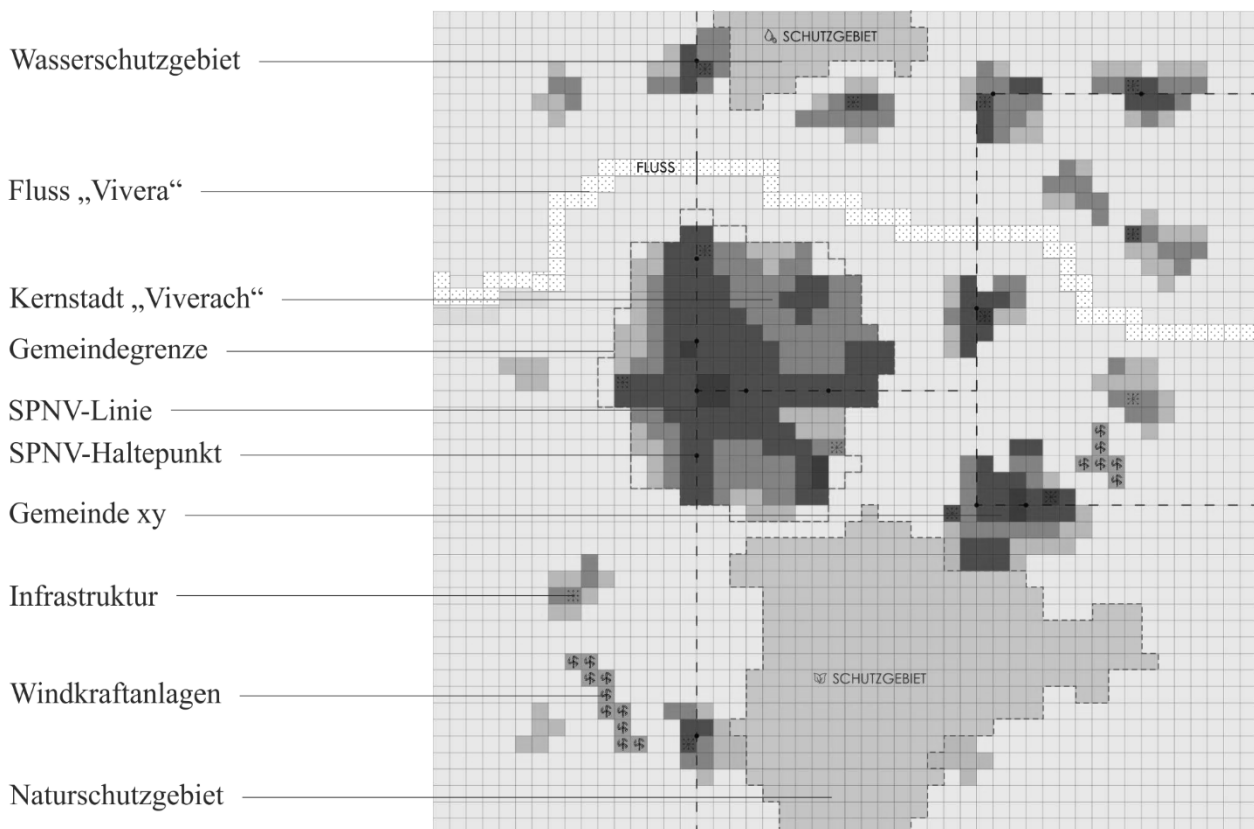 SCHUTZGEBIET
Wasserschutzgebiet
FLUSS
Fluss „Vivera“
Kernstadt „Viverach“
Gemeindegrenze
SPNV-Linie
SPNV-Haltepunkt
Gemeinde xy
Infrastruktur
SCHUTZGEBIET
Windkraftanlagen
Naturschutzgebiet